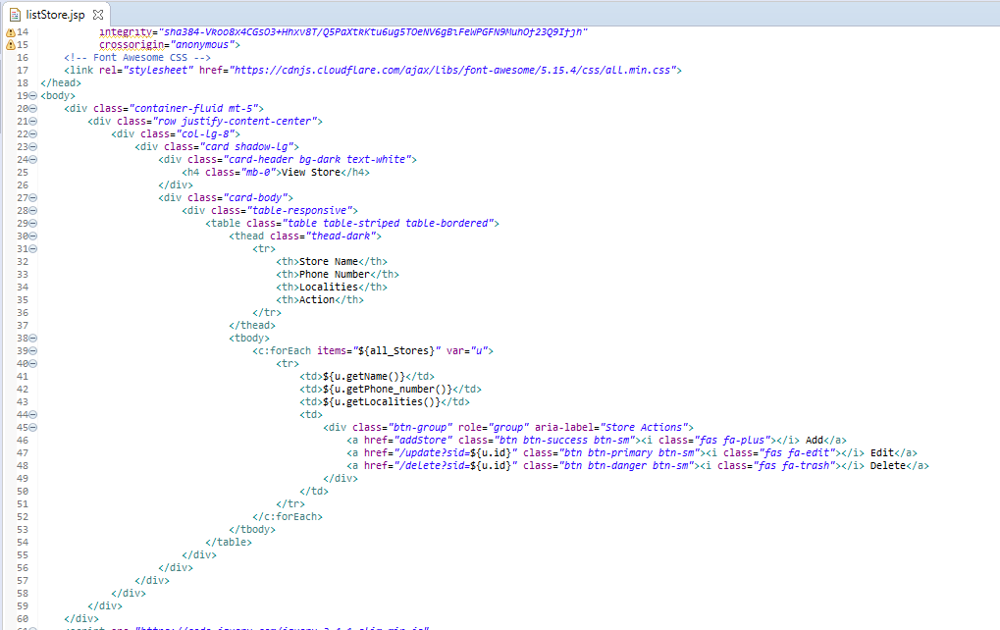 listStore.jsp
14 integrity="sha384-Vkoo8x4CGsO3+Hhxv8T/Q5PaXtkKtu6ug5TOeNV6gBiFeWPGFN9MuhOf23Q9Ifjh"
15 crossorigin="anonymous">
16 <!-- Font Awesome CSS -->
17 <link rel="stylesheet" href="https://cdnjs.cloudflare.com/ajax/libs/font-awesome/5.15.4/css/all.min.css">
18 </head>
19 <body>
20 <div class="container-fluid mt-5">
21 <div class="row justify-content-center">
22 <div class="col-lg-8">
23 <div class="card shadow-lg">
24 <div class="card-header bg-dark text-white">
25 <h4 class="mb-0">View Store</h4>
26 </div>
27 <div class="card-body">
28 <div class="table-responsive">
29 <table class="table table-striped table-bordered">
30 <thead class="thead-dark">
31 <tr>
32 <th>Store Name</th>
33 <th>Phone Number</th>
34 <th>Localities</th>
35 <th>Action</th>
36 </tr>
37 </thead>
38 <tbody>
39 <c:forEach items="${all_Stores}" var="u">
40 <tr>
41 <td>${u.getName()}</td>
42 <td>${u.getPhone_number()}</td>
43 <td>${u.getLocalities()}</td>
44 <td>
45 <div class="btn-group" role="group" aria-label="Store Actions">
46 <a href="addStore" class="btn btn-success btn-sm"><i class="fas fa-plus"></i> Add</a>
47 <a href="/update?sid=${u.id}" class="btn btn-primary btn-sm"><i class="fas fa-edit"></i> Edit</a>
48 <a href="/delete?sid=${u.id}" class="btn btn-danger btn-sm"><i class="fas fa-trash"></i> Delete</a>
49 </div>
50 </td>
51 </tr>
52 </c:forEach>
53 </tbody>
54 </table>
55 </div>
56 </div>
57 </div>
58 </div>
59 </div>
60 </div>